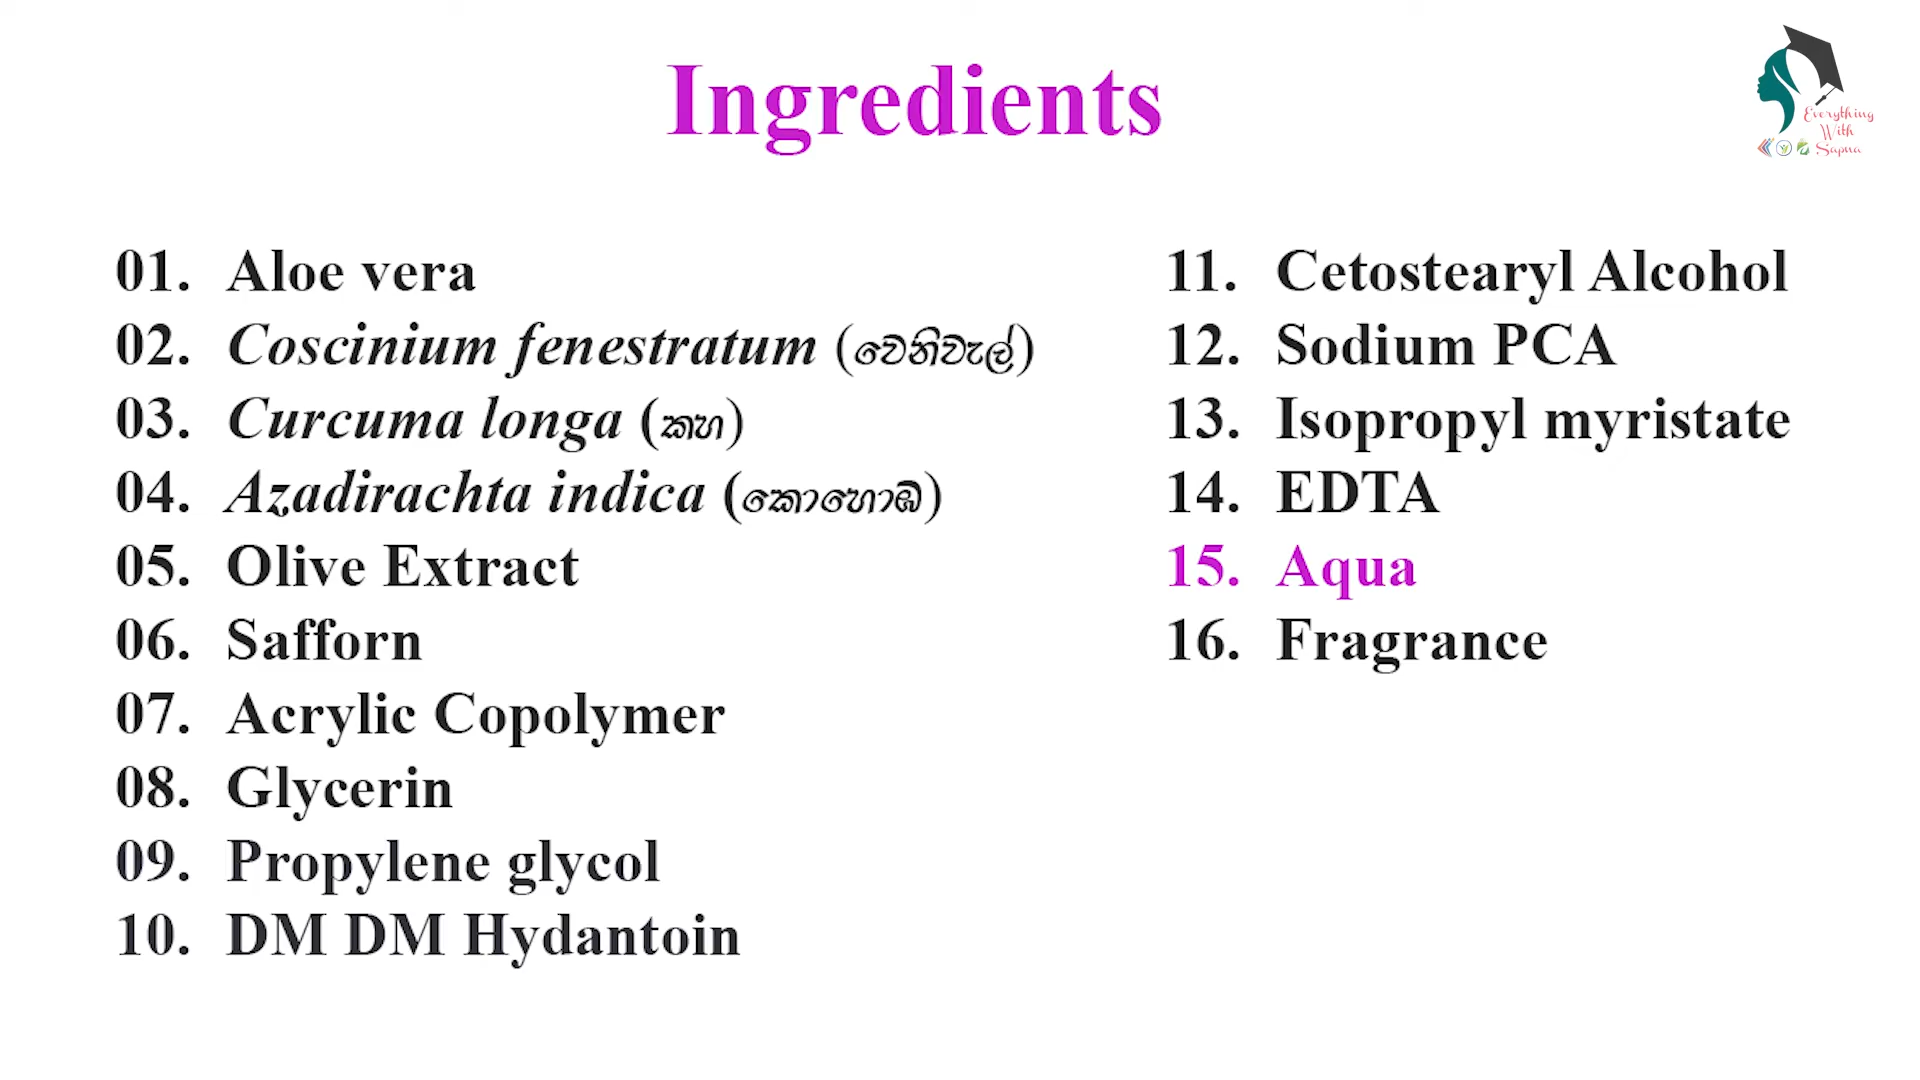 Ingredients
Everything
With
Sapna
01. Aloe vera
02. Coscinium fenestratum (වෙනිවැල්)
03. Curcuma longa (කහ)
04. Azadirachta indica (කොහොඹ)
05. Olive Extract
06. Safforn
07. Acrylic Copolymer
08. Glycerin
09. Propylene glycol
10. DM DM Hydantoin
11. Cetostearyl Alcohol
12. Sodium PCA
13. Isopropyl myristate
14. EDTA
15. Aqua
16. Fragrance